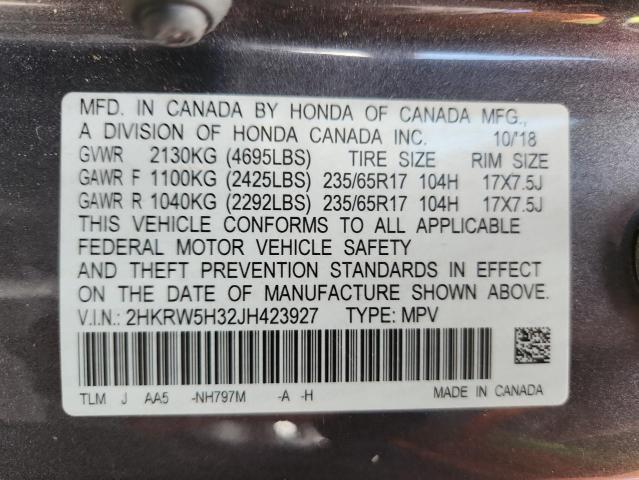 MFD. IN CANADA BY HONDA OF CANADA MFG.,
A DIVISION OF HONDA CANADA INC. 10/'18
GVWR 2130KG (4695LBS) TIRE SIZE RIM SIZE
GAWR F 1100KG (2425LBS) 235/65R17 104H 17X7.5J
GAWR R 1040KG (2292LBS) 235/65R17 104H 17X7.5J
THIS VEHICLE CONFORMS TO ALL APPLICABLE
FEDERAL MOTOR VEHICLE SAFETY
AND THEFT PREVENTION STANDARDS IN EFFECT
ON THE DATE OF MANUFACTURE SHOWN ABOVE.
V.I.N.: 2HKRW5H32JH423927 TYPE: MPV
TLM J AA5 -NH797M -A -H MADE IN CANADA